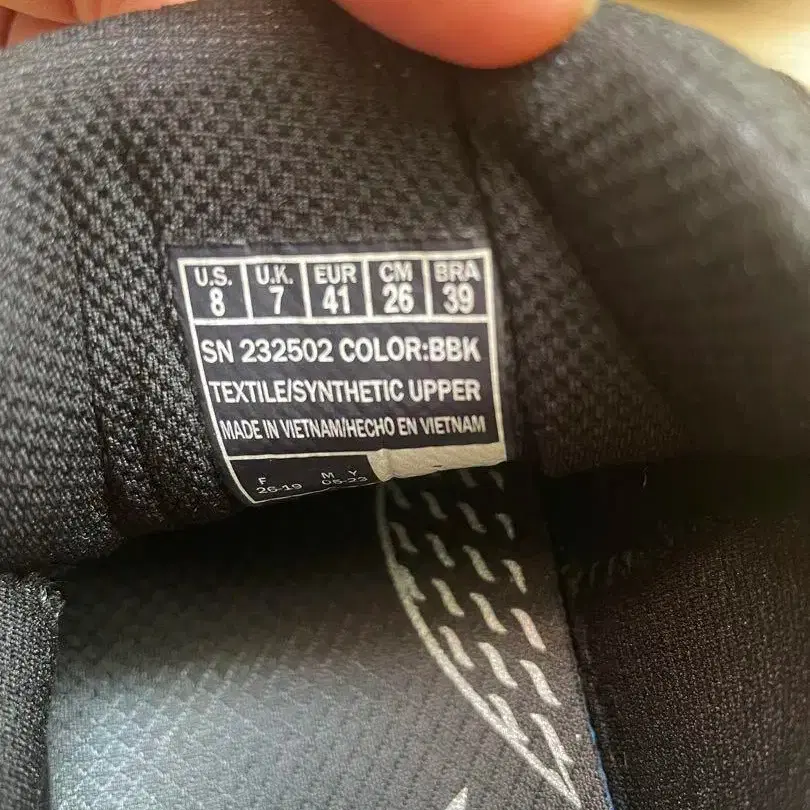 U.S. U.K. EUR CM BRA
8 7 41 26 39
SN 232502 COLOR:BBK
TEXTILE/SYNTHETIC UPPER
MADE IN VIETNAM/HECHO EN VIETNAM
F M Y
26-19 05-23